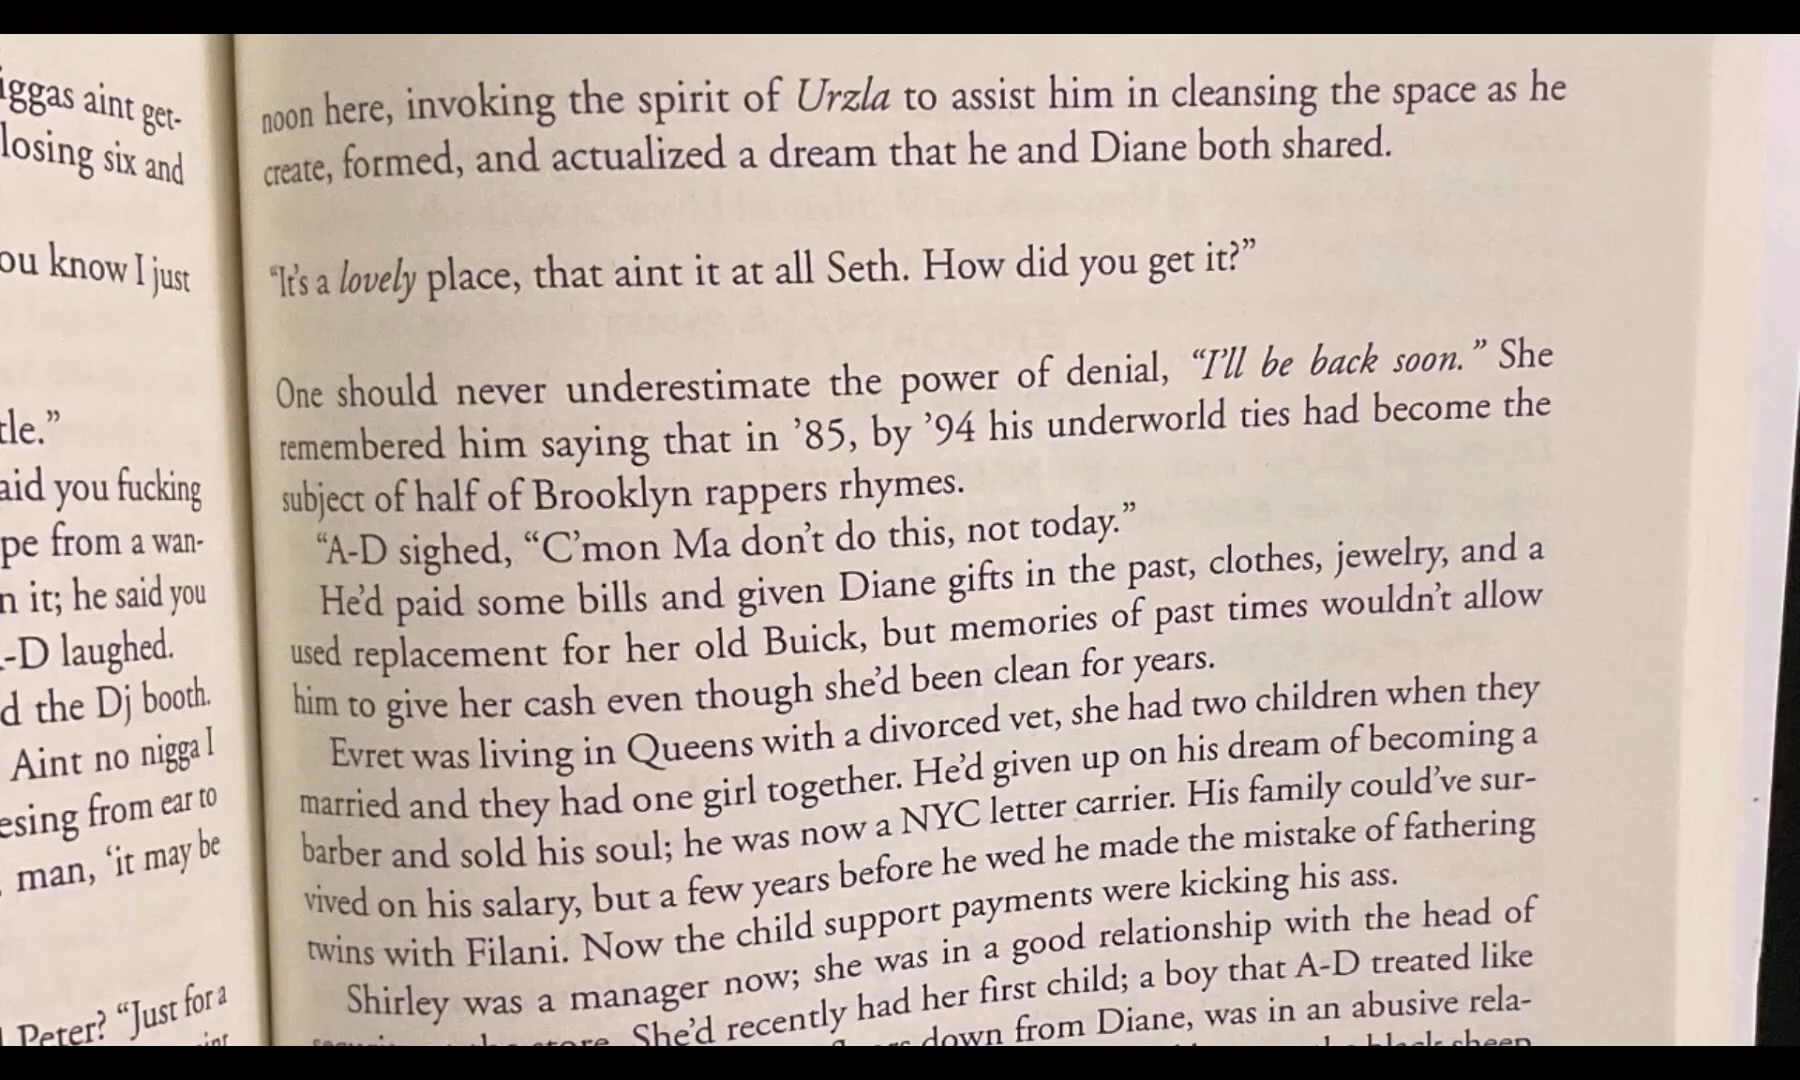 iggas aint get-
losing six and
ou know I just
tle.”
aid you fucking
pe from a wan-
n it; he said you
-D laughed.
d the Dj booth.
Aint no nigga I
esing from ear to
man, ‘it may be
Peter? “Just for a
noon here, invoking the spirit of Urzla to assist him in cleansing the space as he
create, formed, and actualized a dream that he and Diane both shared.
“It’s a lovely place, that aint it at all Seth. How did you get it?”
One should never underestimate the power of denial, “I’ll be back soon.” She
remembered him saying that in ’85, by ’94 his underworld ties had become the
subject of half of Brooklyn rappers rhymes.
“A-D sighed, “C’mon Ma don’t do this, not today.”
He’d paid some bills and given Diane gifts in the past, clothes, jewelry, and a
used replacement for her old Buick, but memories of past times wouldn’t allow
him to give her cash even though she’d been clean for years.
Evret was living in Queens with a divorced vet, she had two children when they
married and they had one girl together. He’d given up on his dream of becoming a
barber and sold his soul; he was now a NYC letter carrier. His family could’ve sur-
vived on his salary, but a few years before he wed he made the mistake of fathering
twins with Filani. Now the child support payments were kicking his ass.
Shirley was a manager now; she was in a good relationship with the head of
the store. She’d recently had her first child; a boy that A-D treated like
down from Diane, was in an abusive rela-
black sheep